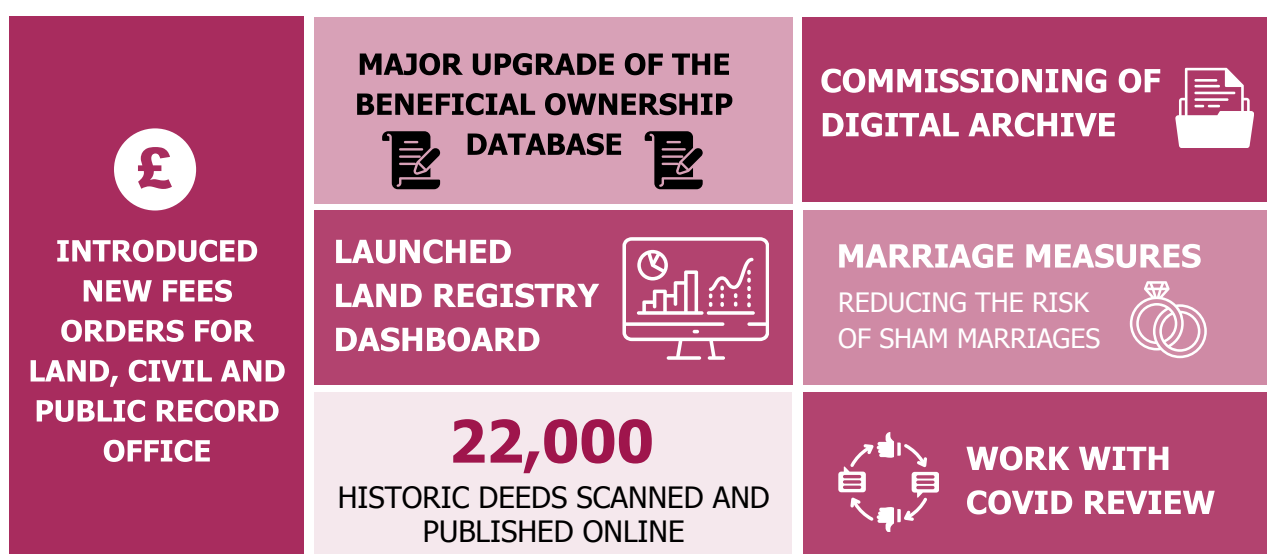 £
INTRODUCED
NEW FEES
ORDERS FOR
LAND, CIVIL AND
PUBLIC RECORD
OFFICE
MAJOR UPGRADE OF THE
BENEFICIAL OWNERSHIP
DATABASE
COMMISSIONING OF
DIGITAL ARCHIVE
LAUNCHED
LAND REGISTRY
DASHBOARD
MARRIAGE MEASURES
REDUCING THE RISK
OF SHAM MARRIAGES
22,000
HISTORIC DEEDS SCANNED AND
PUBLISHED ONLINE
WORK WITH
COVID REVIEW